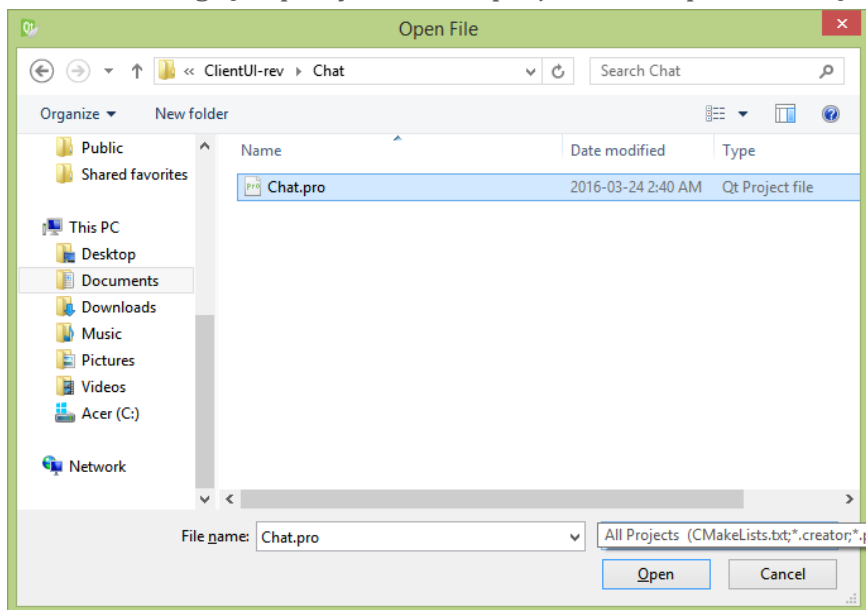 Qt
Open File
« ClientUI-rev ▸ Chat
Search Chat
Organize
New folder
Public
Shared favorites
This PC
Desktop
Documents
Downloads
Music
Pictures
Videos
Acer (C:)
Network
Name Date modified Type
Chat.pro 2016-03-24 2:40 AM Qt Project file
File name: Chat.pro
All Projects (CMakeLists.txt;*.creator;*.p
Open Cancel